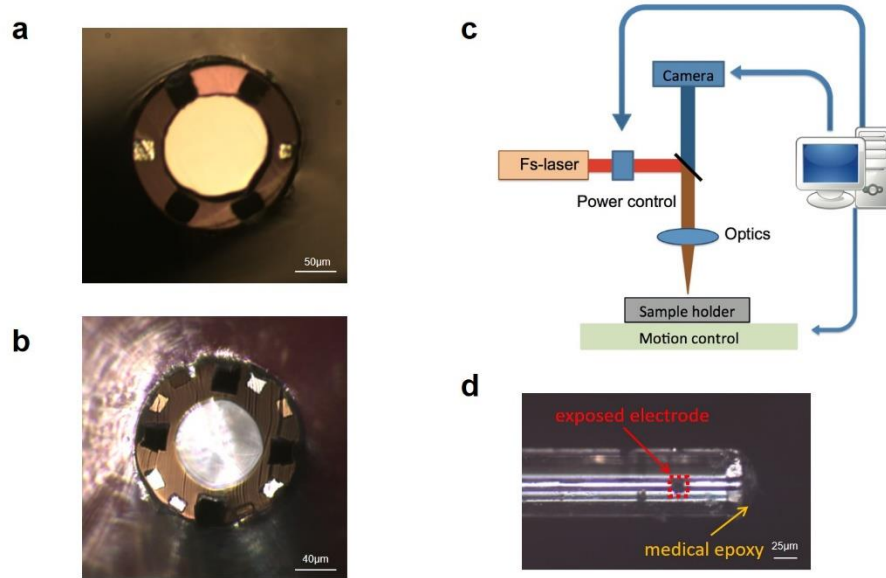 a
50μm
b
40μm
c
Camera
Fs-laser
Power control
Optics
Sample holder
Motion control
d
exposed electrode
medical epoxy
25μm